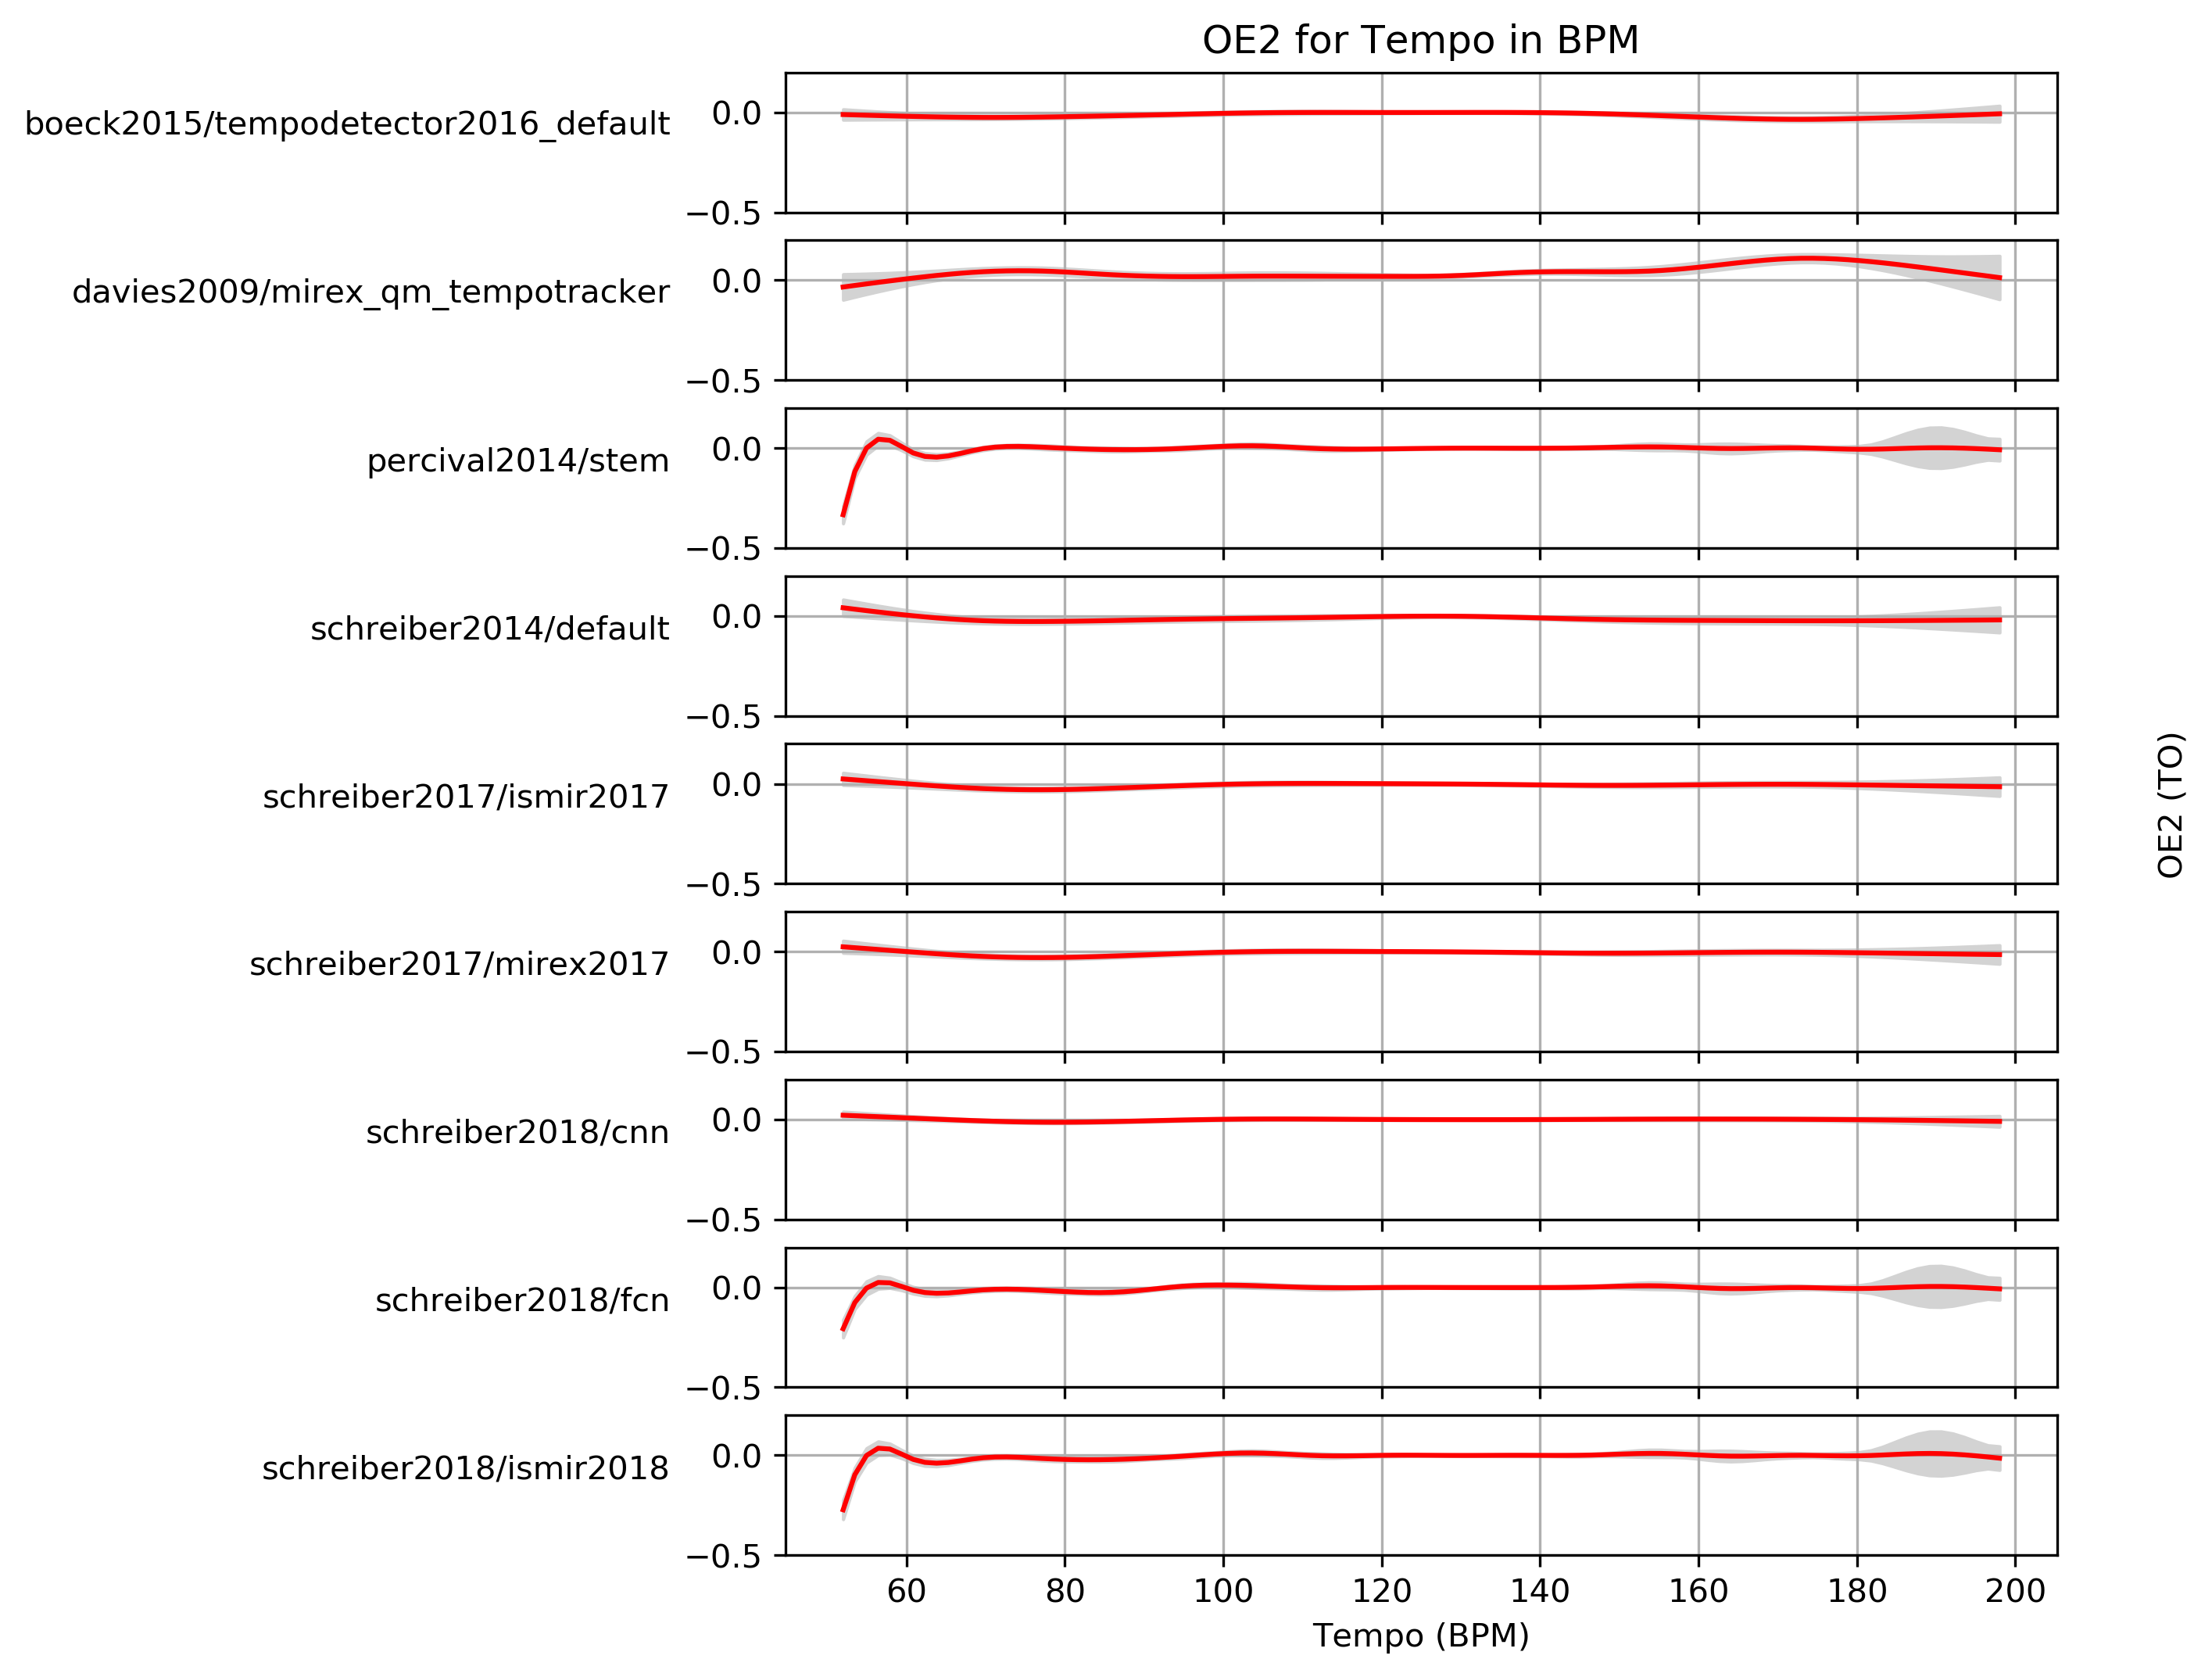 OE2 for Tempo in BPM
boeck2015/tempodetector2016_default
0.0
−0.5
davies2009/mirex_qm_tempotracker
0.0
−0.5
percival2014/stem
0.0
−0.5
schreiber2014/default
0.0
−0.5
schreiber2017/ismir2017
0.0
−0.5
schreiber2017/mirex2017
0.0
−0.5
schreiber2018/cnn
0.0
−0.5
schreiber2018/fcn
0.0
−0.5
schreiber2018/ismir2018
0.0
−0.5
60 80 100 120 140 160 180 200
Tempo (BPM)
OE2 (TO)